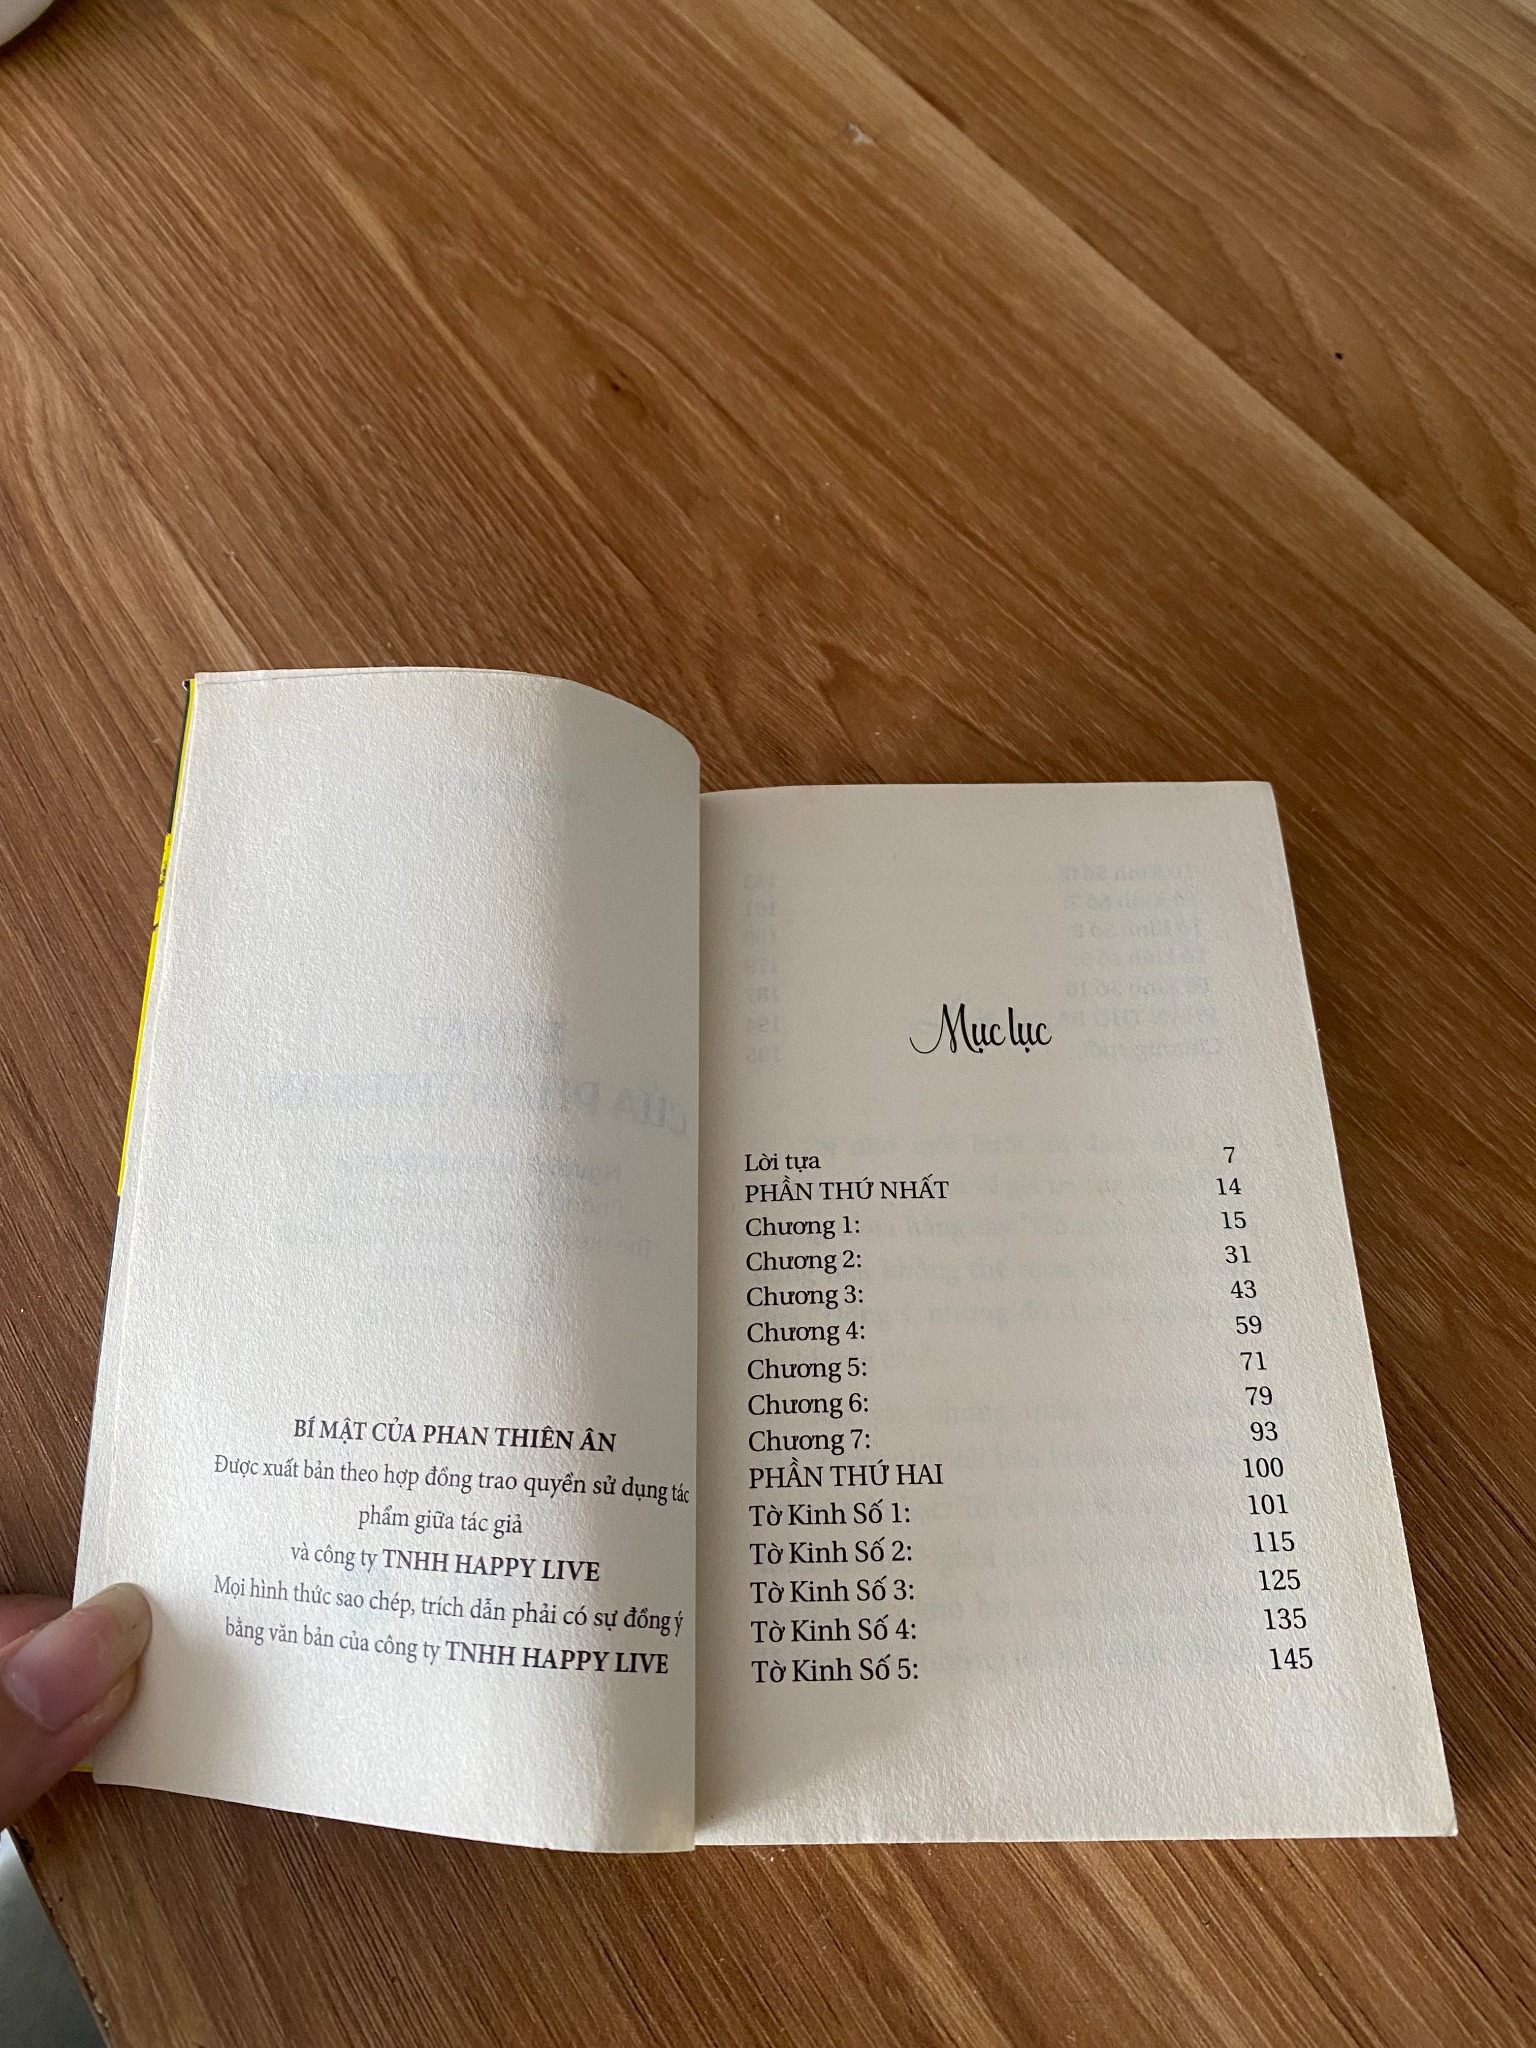 BÍ MẬT CỦA PHAN THIÊN ÂN
Được xuất bản theo hợp đồng trao quyền sử dụng tác
phẩm giữa tác giả
và công ty TNHH HAPPY LIVE
Mọi hình thức sao chép, trích dẫn phải có sự đồng ý
bằng văn bản của công ty TNHH HAPPY LIVE
Mục lục
Lời tựa 7
PHẦN THỨ NHẤT 14
Chương 1: 15
Chương 2: 31
Chương 3: 43
Chương 4: 59
Chương 5: 71
Chương 6: 79
Chương 7: 93
PHẦN THỨ HAI 100
Tờ Kinh Số 1: 101
Tờ Kinh Số 2: 115
Tờ Kinh Số 3: 125
Tờ Kinh Số 4: 135
Tờ Kinh Số 5: 145